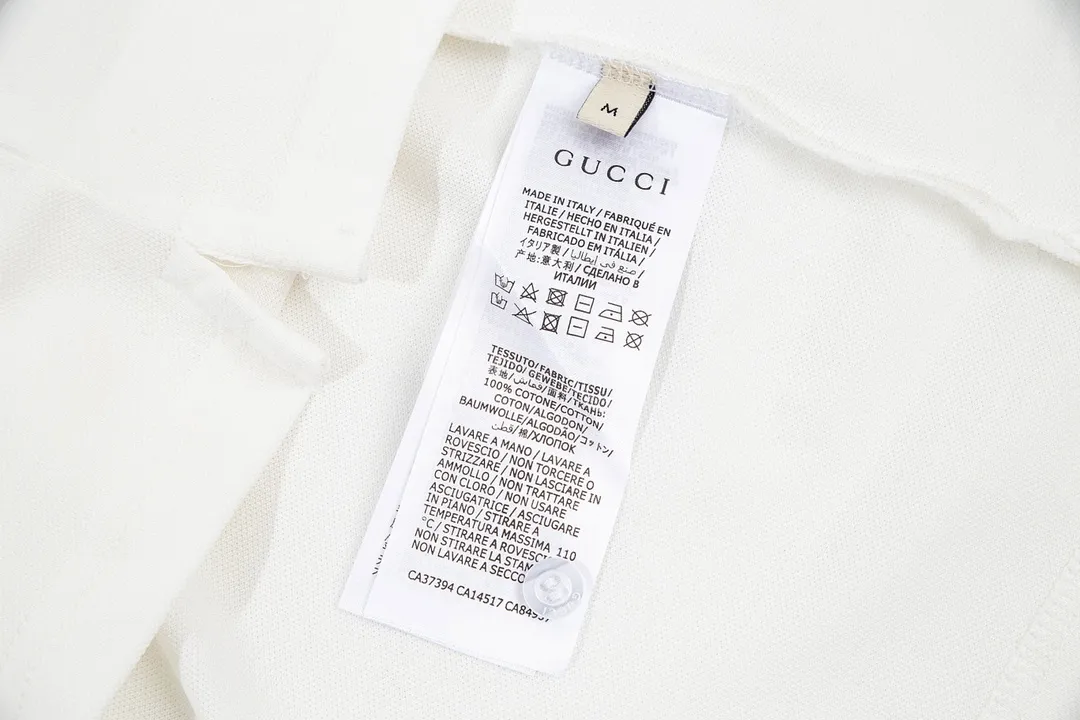 M
GUCCI
MADE IN ITALY / FABRIQUÉ EN
ITALIE / HECHO EN ITALIA /
HERGESTELLT IN ITALIEN /
FABRICADO EM ITÁLIA /
イタリア製 / صنع في إيطاليا /
产地:意大利 / СДЕЛАНО В
ИТАЛИИ
TESSUTO/FABRIC/TISSU/
TEJIDO/GEWEBE/TECIDO/
表地/قماش/面料/ТКАНЬ:
100% COTONE/COTTON/
COTON/ALGODON/
BAUMWOLLE/ALGODÃO/コットン/
قطن/棉/ХЛОПОК
LAVARE A MANO / LAVARE A
ROVESCIO / NON TORCERE O
STRIZZARE / NON LASCIARE IN
AMMOLLO / NON TRATTARE
CON CLORO / NON USARE
ASCIUGATRICE / ASCIUGARE
IN PIANO / STIRARE A
TEMPERATURA MASSIMA 110
°C / STIRARE A
NON STIRARE LA
NON LAVARE A SECCO
CA37394 CA14517